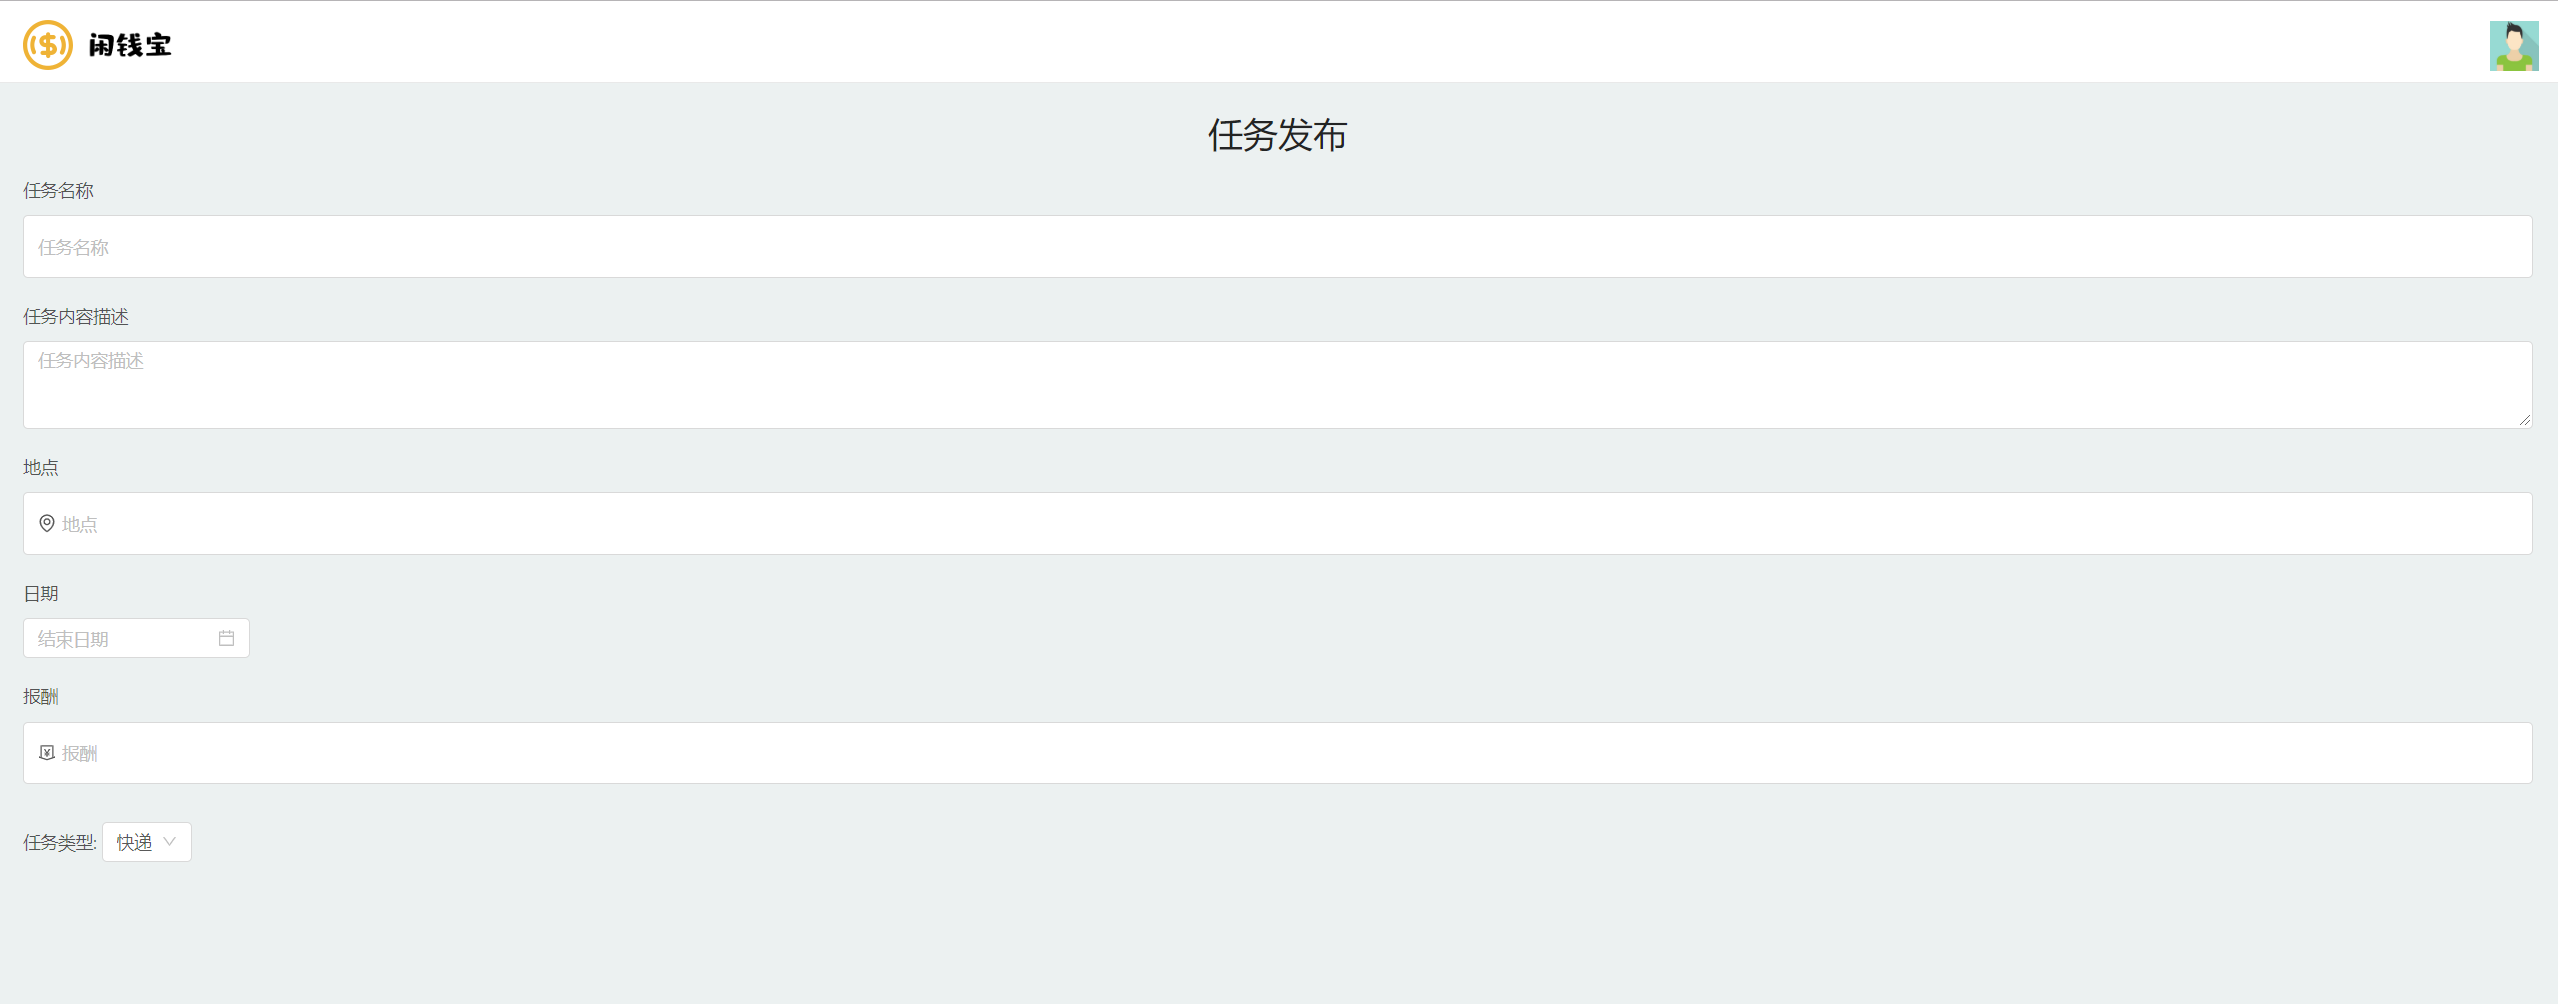 闲钱宝
任务发布
任务名称
任务名称
任务内容描述
任务内容描述
地点
地点
日期
结束日期
报酬
报酬
任务类型: 快递